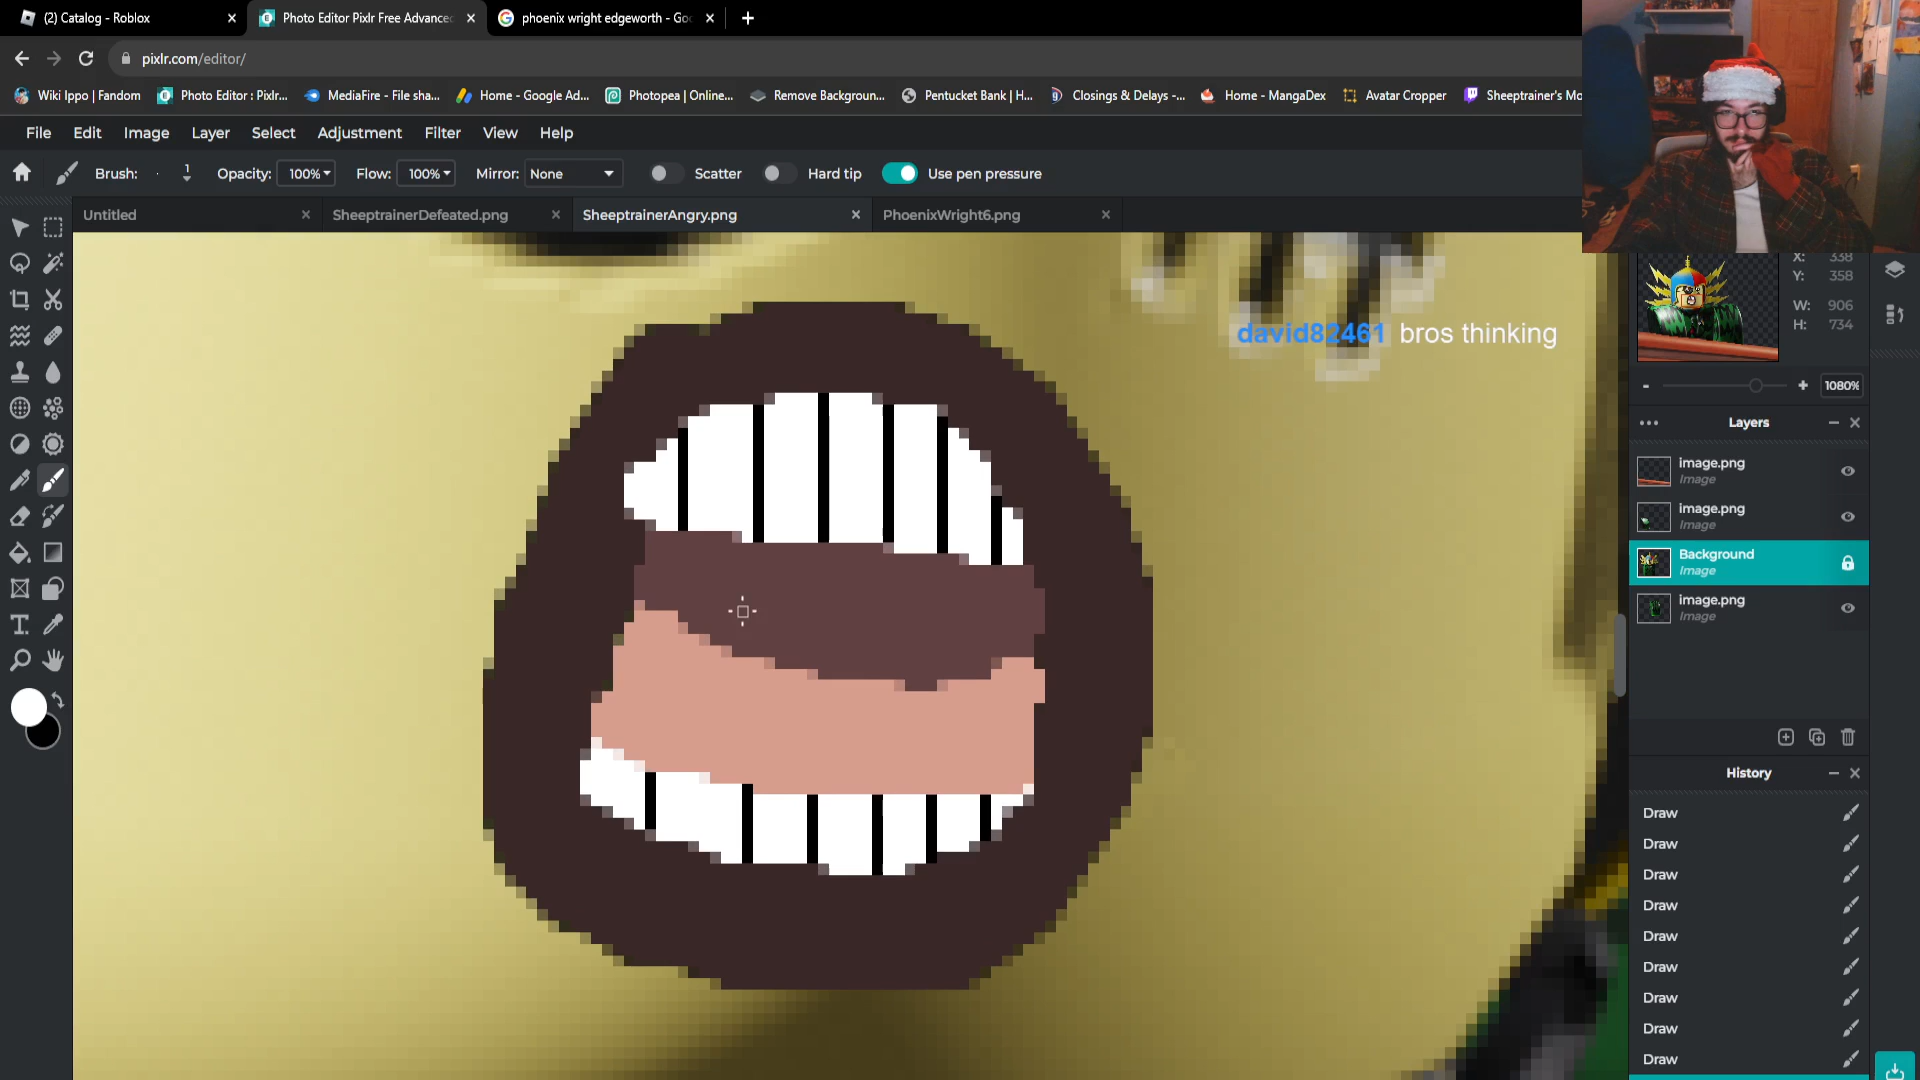 (2) Catalog - Roblox
Photo Editor Pixlr Free Advance
phoenix wright edgeworth - Goo
pixlr.com/editor/
Wiki Ippo | Fandom
Photo Editor : Pixlr...
MediaFire - File sha...
Home - Google Ad...
Photopea | Online...
Remove Backgroun...
Pentucket Bank | H...
Closings & Delays -...
Home - MangaDex
Avatar Cropper
Sheeptrainer's Mo
File Edit Image Layer Select Adjustment Filter View Help
Brush: 1 Opacity: 100% Flow: 100% Mirror: None Scatter Hard tip Use pen pressure
Untitled
SheeptrainerDefeated.png
SheeptrainerAngry.png
PhoenixWright6.png
X: 338
Y: 358
W: 906
H: 734
david82461 bros thinking
1080%
Layers
image.png
Image
image.png
Image
Background
Image
image.png
Image
History
Draw
Draw
Draw
Draw
Draw
Draw
Draw
Draw
Draw